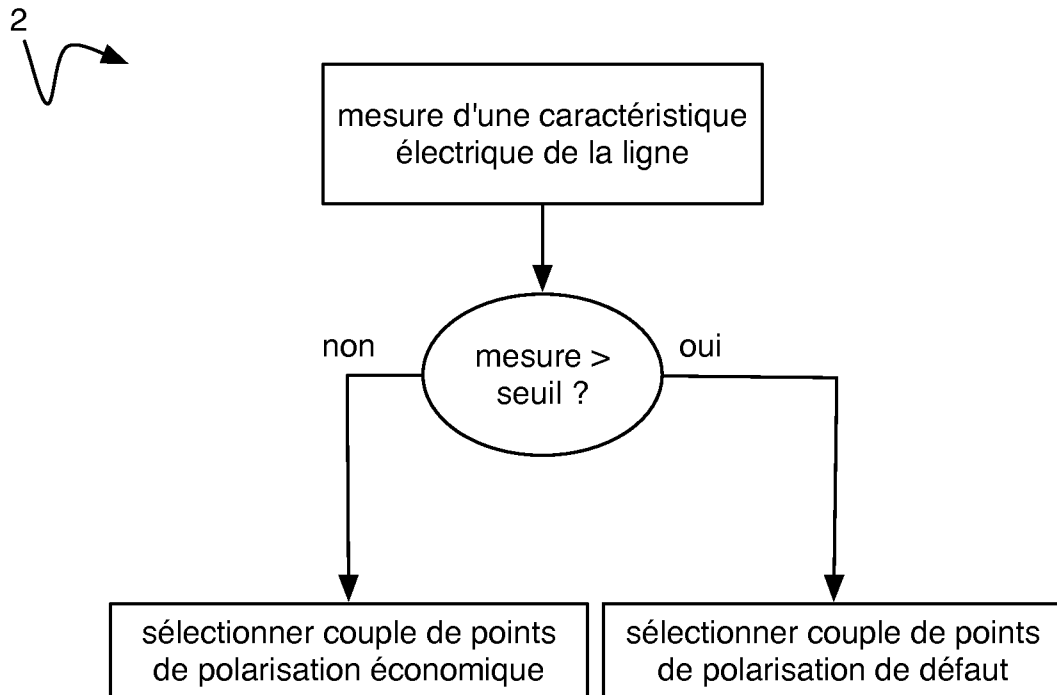 2
mesure d'une caractéristique
électrique de la ligne
non
oui
mesure >
seuil ?
sélectionner couple de points
de polarisation économique
sélectionner couple de points
de polarisation de défaut